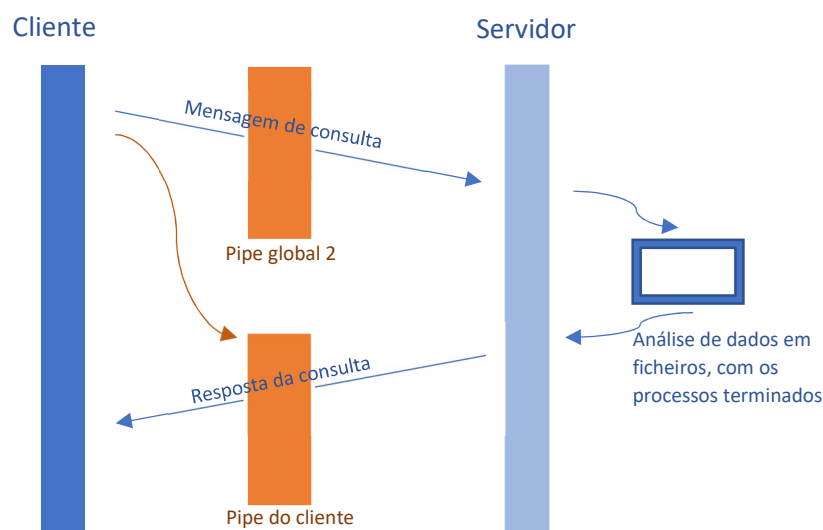 Cliente
Servidor
Mensagem de consulta
Pipe global 2
Análise de dados em
ficheiros, com os
processos terminados
Resposta da consulta
Pipe do cliente